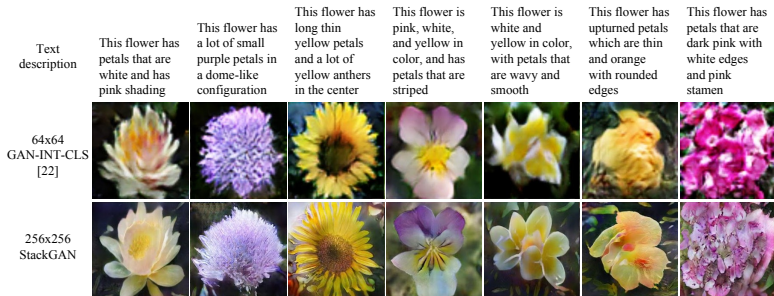 Text
description
This flower has
petals that are
white and has
pink shading
This flower has
a lot of small
purple petals in
a dome-like
configuration
This flower has
long thin
yellow petals
and a lot of
yellow anthers
in the center
This flower is
pink, white,
and yellow in
color, and has
petals that are
striped
This flower is
white and
yellow in color,
with petals that
are wavy and
smooth
This flower has
upturned petals
which are thin
and orange
with rounded
edges
This flower has
petals that are
dark pink with
white edges
and pink
stamen
64x64
GAN-INT-CLS
[22]
256x256
StackGAN